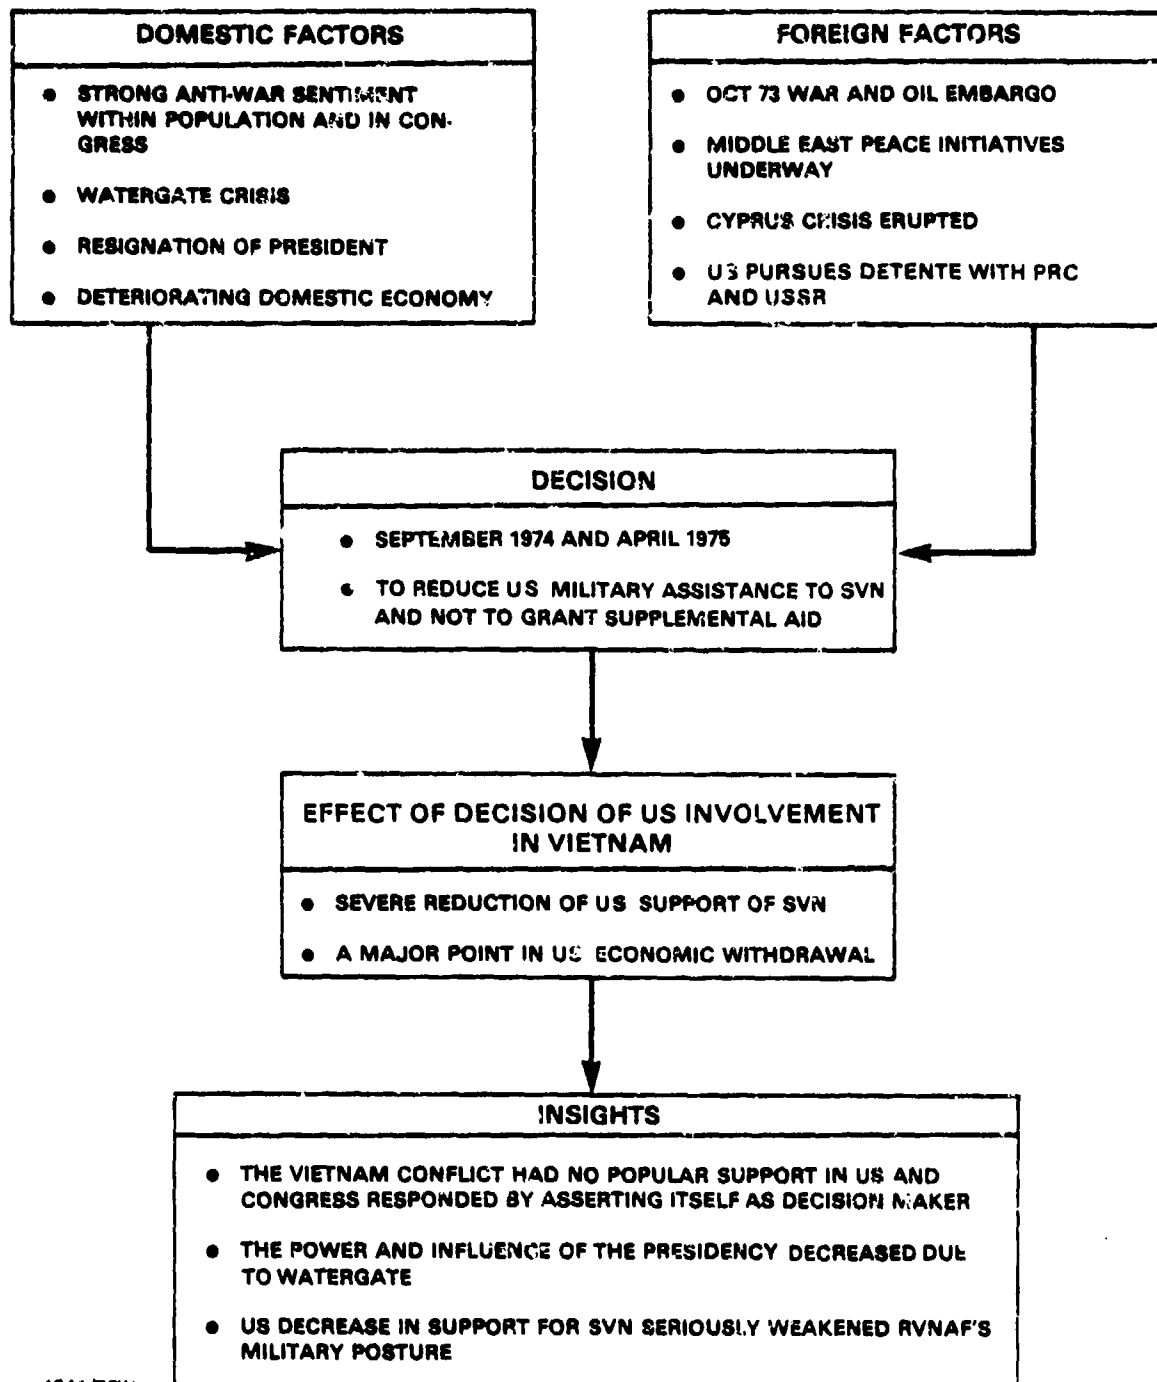 DOMESTIC FACTORS
● STRONG ANTI-WAR SENTIMENT
WITHIN POPULATION AND IN CON-
GRESS
● WATERGATE CRISIS
● RESIGNATION OF PRESIDENT
● DETERIORATING DOMESTIC ECONOMY
FOREIGN FACTORS
● OCT 73 WAR AND OIL EMBARGO
● MIDDLE EAST PEACE INITIATIVES
UNDERWAY
● CYPRUS CRISIS ERUPTED
● US PURSUES DETENTE WITH PRC
AND USSR
DECISION
● SEPTEMBER 1974 AND APRIL 1975
● TO REDUCE US MILITARY ASSISTANCE TO SVN
AND NOT TO GRANT SUPPLEMENTAL AID
EFFECT OF DECISION OF US INVOLVEMENT
IN VIETNAM
● SEVERE REDUCTION OF US SUPPORT OF SVN
● A MAJOR POINT IN US ECONOMIC WITHDRAWAL
INSIGHTS
● THE VIETNAM CONFLICT HAD NO POPULAR SUPPORT IN US AND
CONGRESS RESPONDED BY ASSERTING ITSELF AS DECISION MAKER
● THE POWER AND INFLUENCE OF THE PRESIDENCY DECREASED DUE
TO WATERGATE
● US DECREASE IN SUPPORT FOR SVN SERIOUSLY WEAKENED RVNAF'S
MILITARY POSTURE